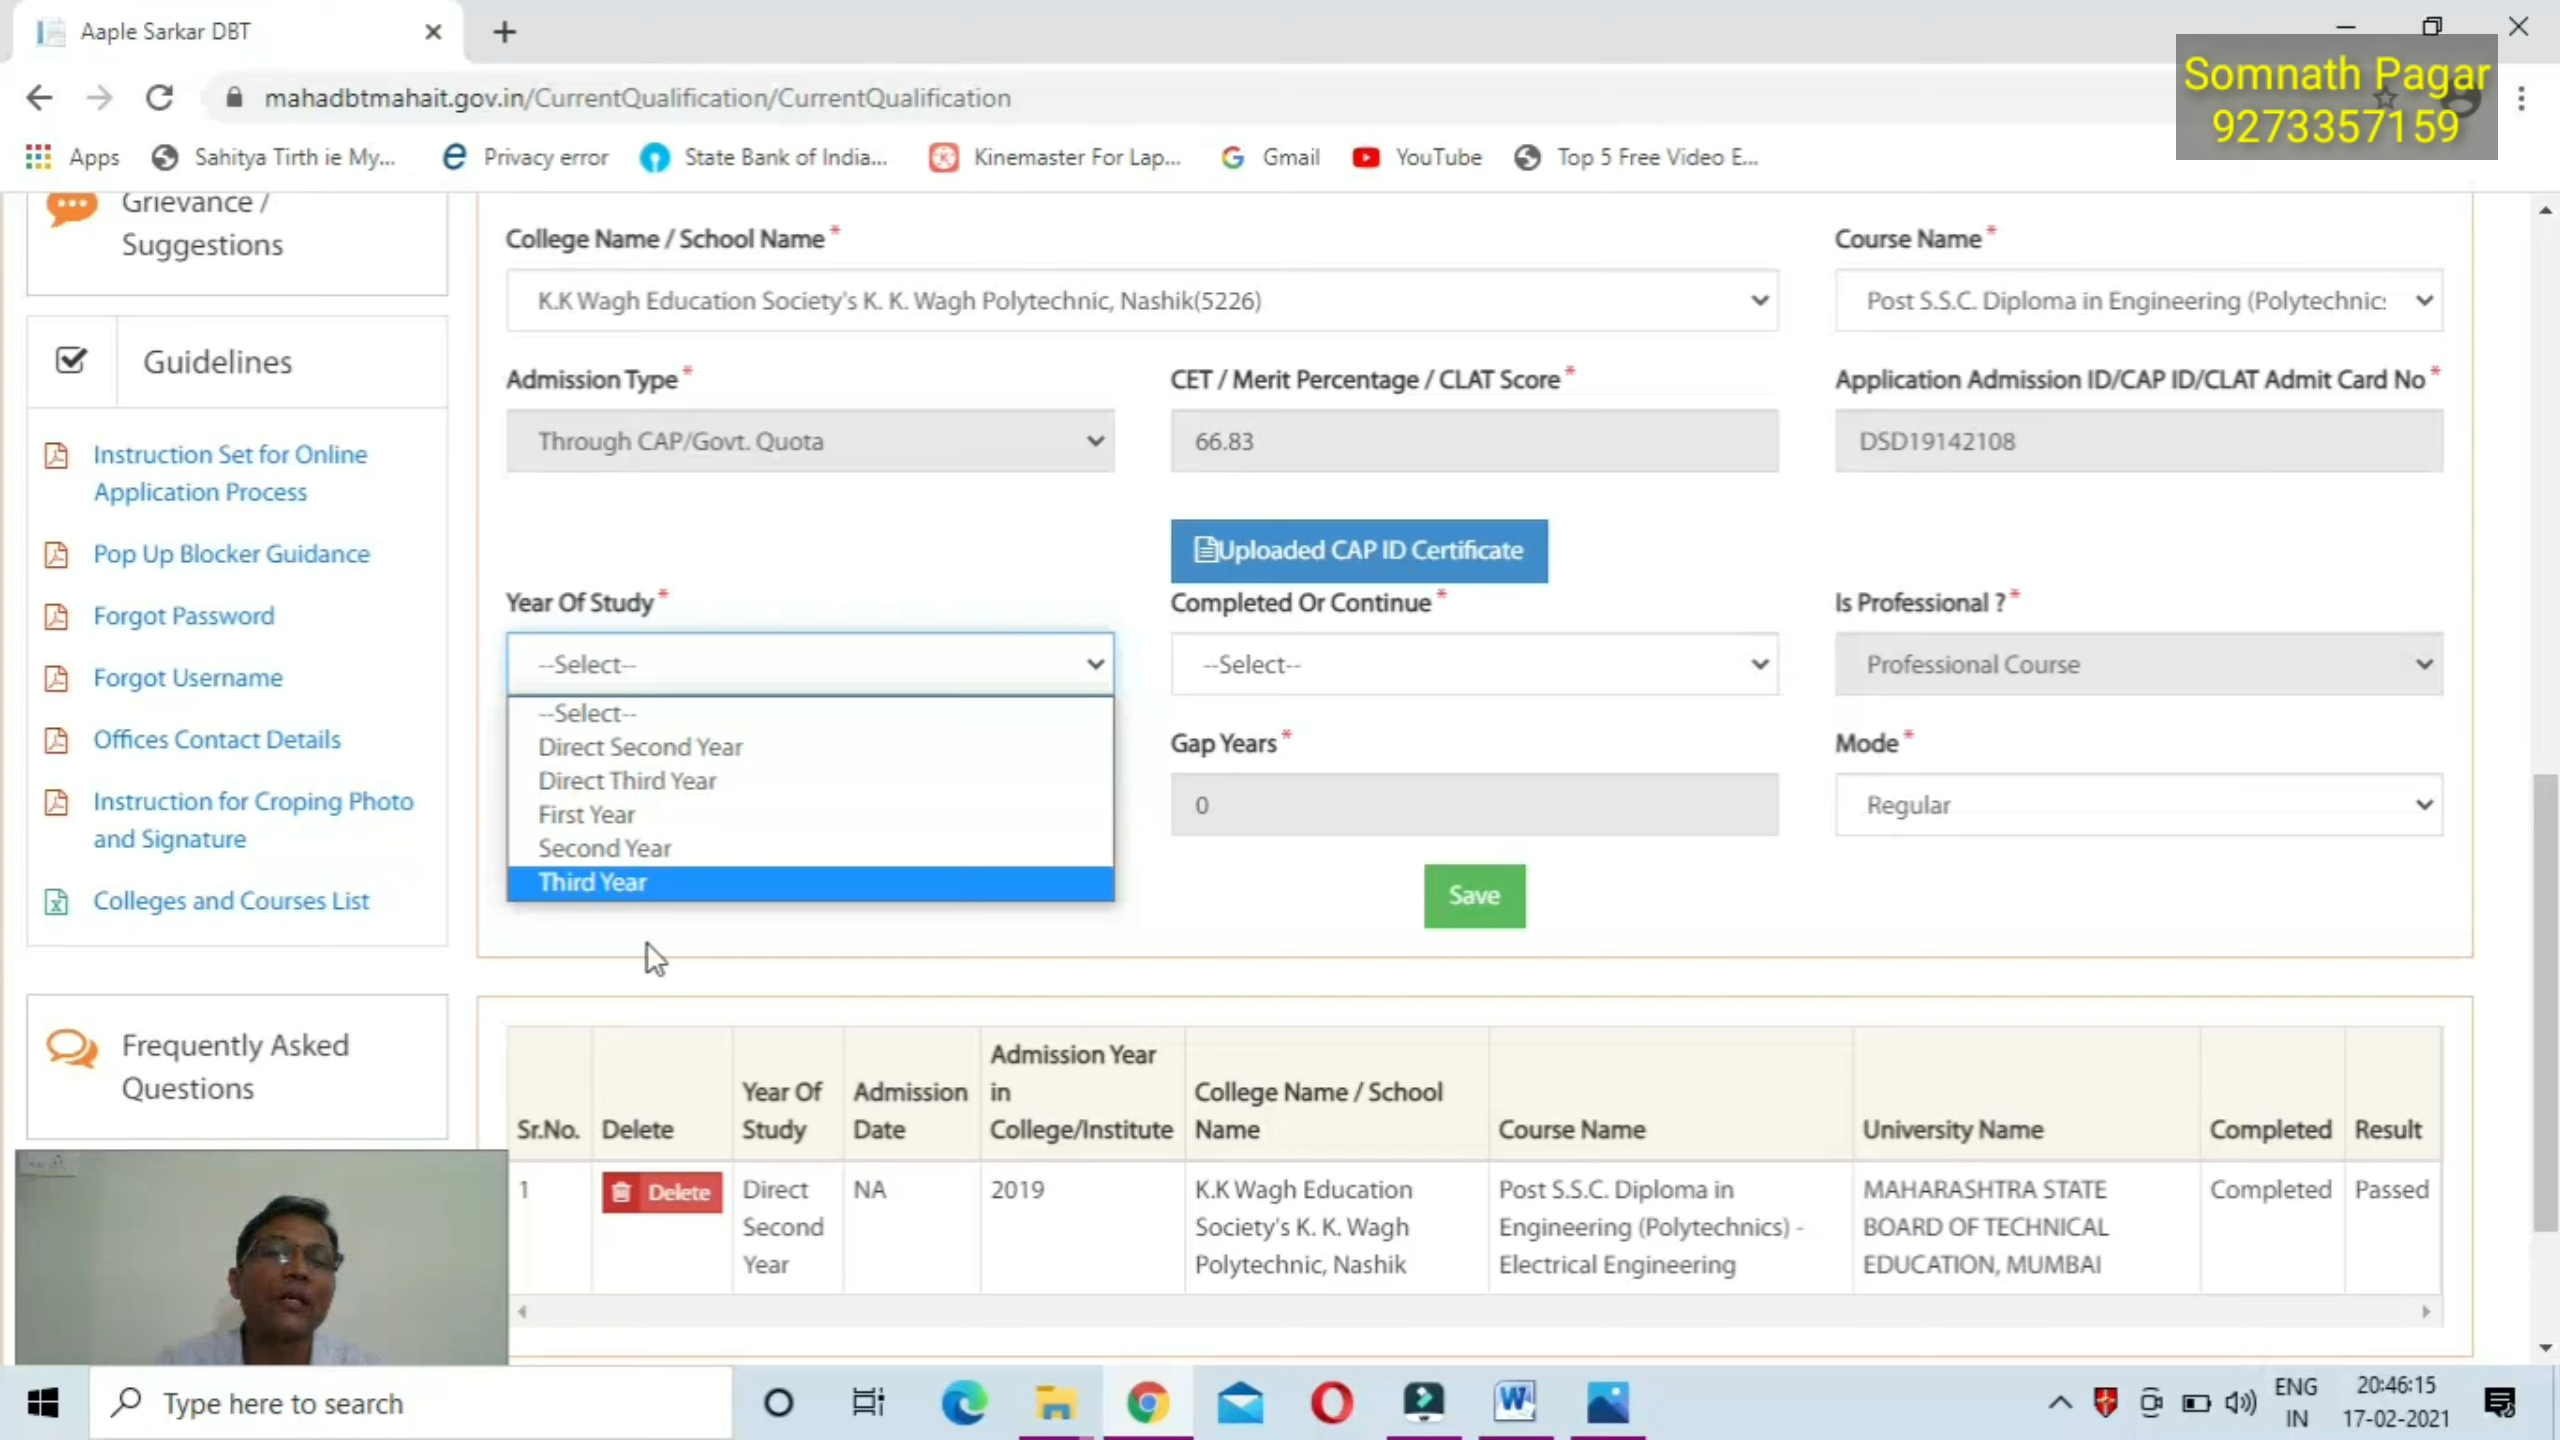 Aaple Sarkar DBT
Somnath Pagar
9273357159
mahadbtmahait.gov.in/CurrentQualification/CurrentQualification
Apps
Sahitya Tirth ie My...
Privacy error
State Bank of India...
Kinemaster For Lap...
Gmail
YouTube
Top 5 Free Video E...
Grievance /
Suggestions
Guidelines
Instruction Set for Online
Application Process
Pop Up Blocker Guidance
Forgot Password
Forgot Username
Offices Contact Details
Instruction for Croping Photo
and Signature
Colleges and Courses List
Frequently Asked
Questions
College Name / School Name *
Course Name *
K.K Wagh Education Society's K. K. Wagh Polytechnic, Nashik(5226)
Post S.S.C. Diploma in Engineering (Polytechnic
Admission Type *
CET / Merit Percentage / CLAT Score *
Application Admission ID/CAP ID/CLAT Admit Card No *
Through CAP/Govt. Quota
66.83
DSD19142108
Uploaded CAP ID Certificate
Year Of Study *
Completed Or Continue *
Is Professional ? *
--Select--
--Select--
Professional Course
--Select--
Direct Second Year
Direct Third Year
First Year
Second Year
Third Year
Gap Years *
Mode *
0
Regular
Save
Sr.No.
Delete
Year Of
Study
Admission
Date
Admission Year
in
College/Institute
College Name / School
Name
Course Name
University Name
Completed
Result
1
Delete
Direct
Second
Year
NA
2019
K.K Wagh Education
Society's K. K. Wagh
Polytechnic, Nashik
Post S.S.C. Diploma in
Engineering (Polytechnics) -
Electrical Engineering
MAHARASHTRA STATE
BOARD OF TECHNICAL
EDUCATION, MUMBAI
Completed
Passed
Type here to search
ENG
IN
20:46:15
17-02-2021